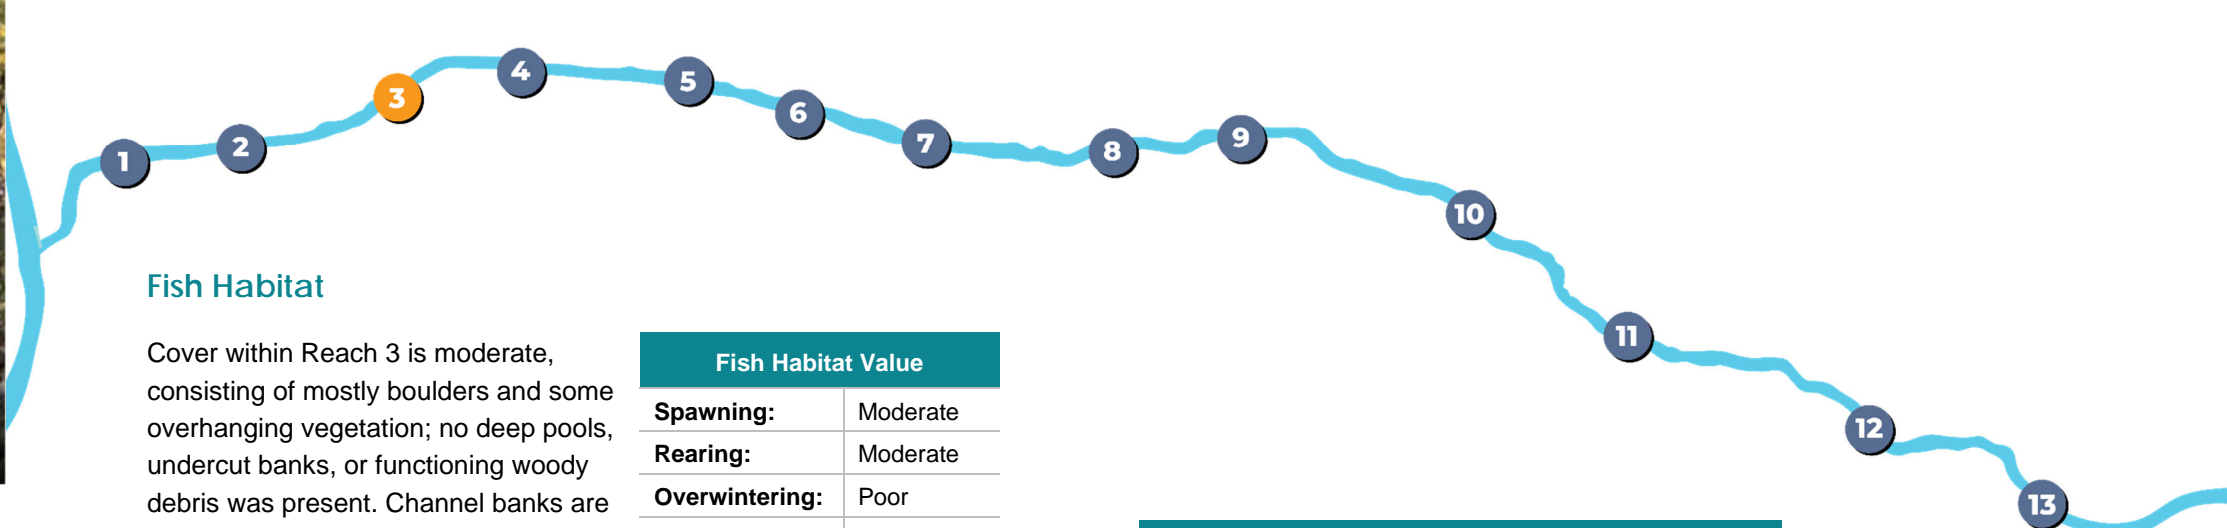 1
2
3
4
5
6
7
8
9
10
11
12
13
Fish Habitat
Cover within Reach 3 is moderate,
consisting of mostly boulders and some
overhanging vegetation; no deep pools,
undercut banks, or functioning woody
debris was present. Channel banks are
Fish Habitat Value
Spawning: Moderate
Rearing: Moderate
Overwintering: Poor